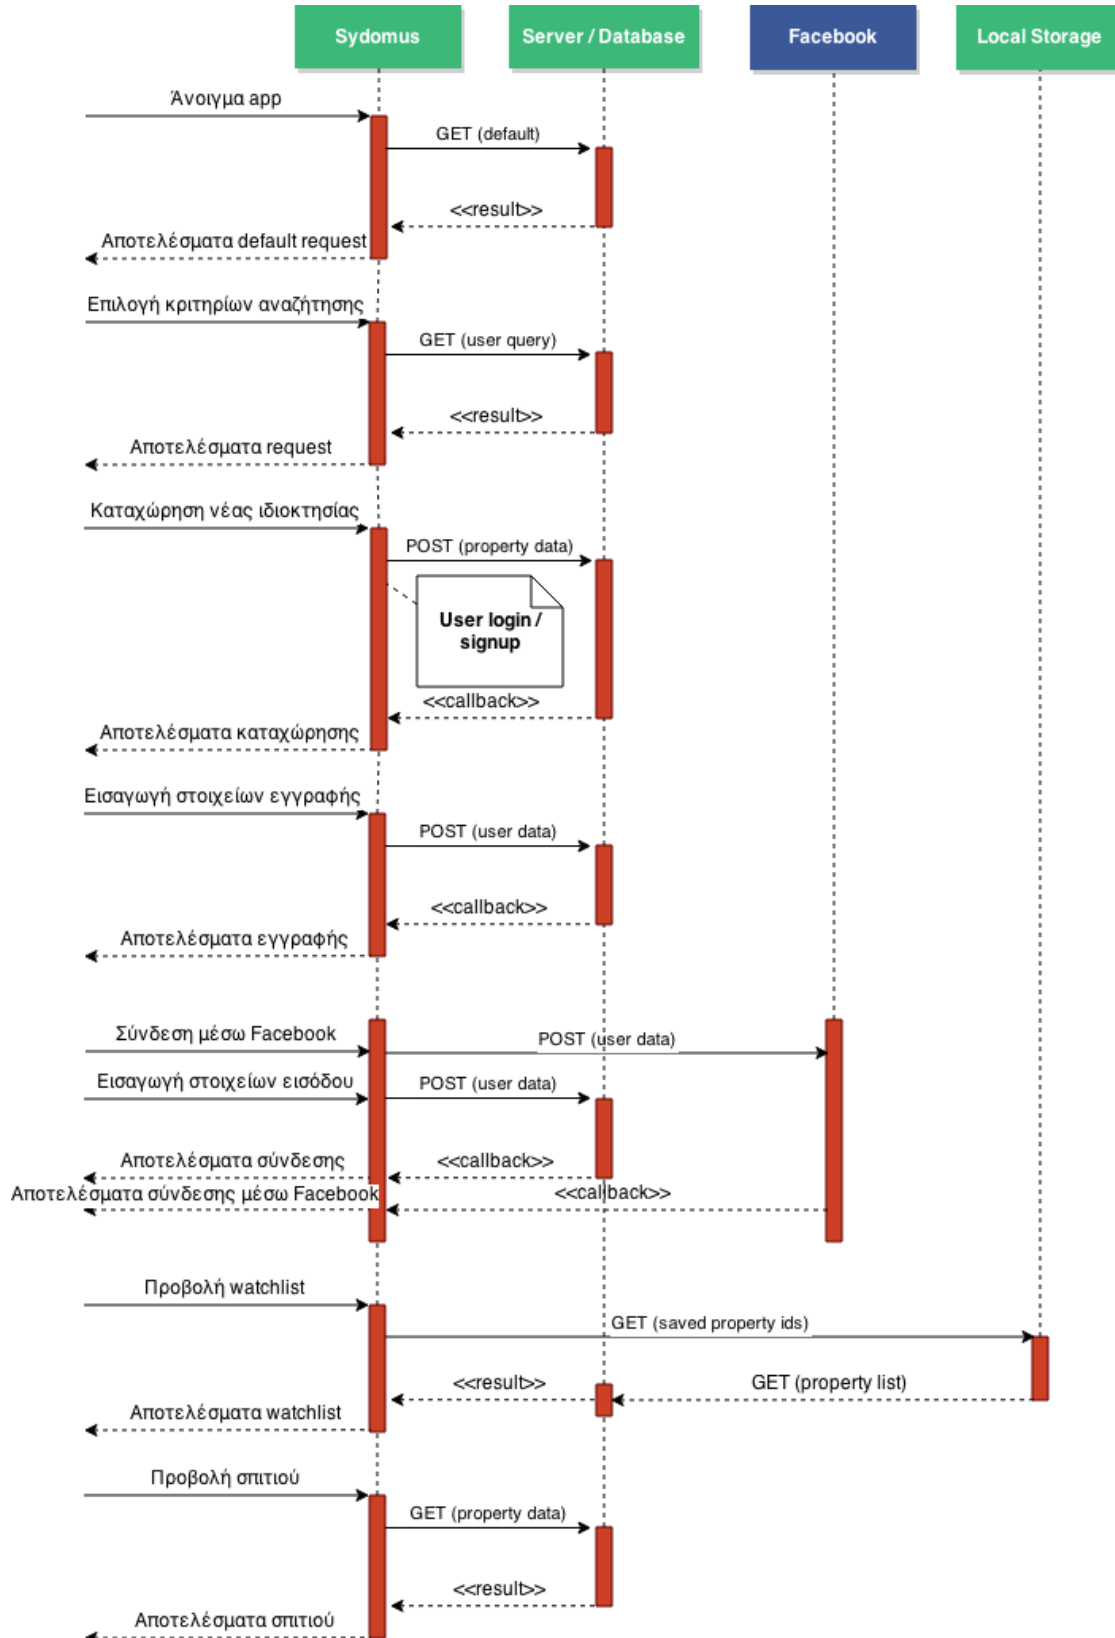 Sydomus
Server / Database
Facebook
Local Storage
Άνοιγμα app
GET (default)
<<result>>
Αποτελέσματα default request
Επιλογή κριτηρίων αναζήτησης
GET (user query)
<<result>>
Αποτελέσματα request
Καταχώρηση νέας ιδιοκτησίας
POST (property data)
User login /
signup
<<callback>>
Αποτελέσματα καταχώρησης
Εισαγωγή στοιχείων εγγραφής
POST (user data)
<<callback>>
Αποτελέσματα εγγραφής
Σύνδεση μέσω Facebook
POST (user data)
Εισαγωγή στοιχείων εισόδου
POST (user data)
Αποτελέσματα σύνδεσης
<<callback>>
Αποτελέσματα σύνδεσης μέσω Facebook
<<callback>>
Προβολή watchlist
GET (saved property ids)
<<result>>
GET (property list)
Αποτελέσματα watchlist
Προβολή σπιτιού
GET (property data)
<<result>>
Αποτελέσματα σπιτιού